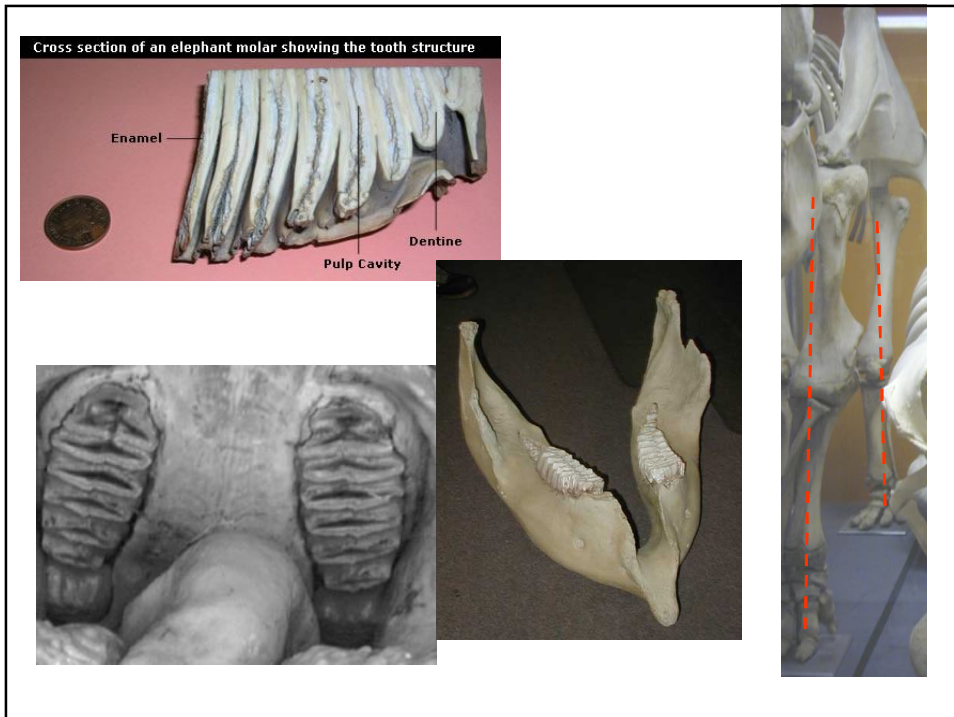 Cross section of an elephant molar showing the tooth structure
Enamel
Dentine
Pulp Cavity